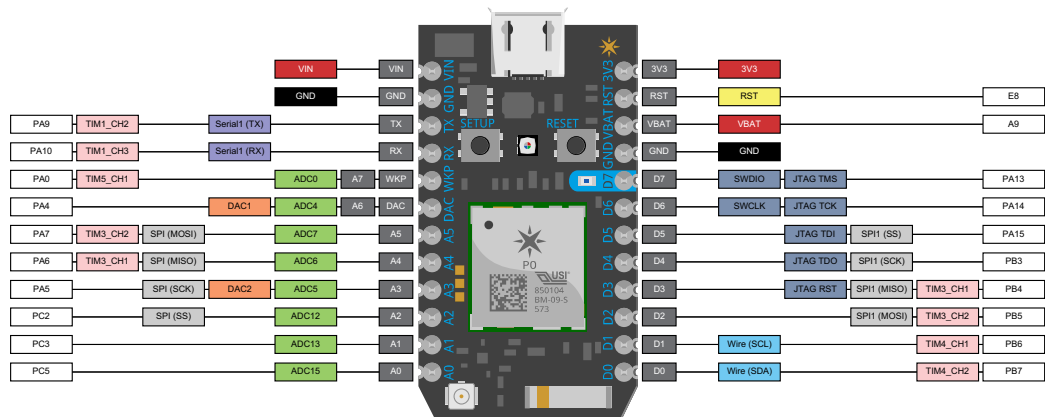 VIN VIN VIN 3V3 3V3 3V3
GND GND GND RST RST RST E8
PA9 TIM1_CH2 Serial1 (TX) TX TX SETUP RESET VBAT VBAT VBAT A9
PA10 TIM1_CH3 Serial1 (RX) RX RX GND GND GND
PA0 TIM5_CH1 ADC0 A7 WKP WKP D7 D7 SWDIO JTAG TMS PA13
PA4 DAC1 ADC4 A6 DAC DAC D6 D6 SWCLK JTAG TCK PA14
PA7 TIM3_CH2 SPI (MOSI) ADC7 A5 A5 D5 D5 JTAG TDI SPI1 (SS) PA15
PA6 TIM3_CH1 SPI (MISO) ADC6 A4 A4 P0 D4 D4 JTAG TDO SPI1 (SCK) PB3
USI
PA5 SPI (SCK) DAC2 ADC5 A3 A3 850104 D3 D3 JTAG RST SPI1 (MISO) TIM3_CH1 PB4
BM-09-S
573
PC2 SPI (SS) ADC12 A2 A2 D2 D2 SPI1 (MOSI) TIM3_CH2 PB5
PC3 ADC13 A1 A1 D1 D1 Wire (SCL) TIM4_CH1 PB6
PC5 ADC15 A0 A0 D0 D0 Wire (SDA) TIM4_CH2 PB7